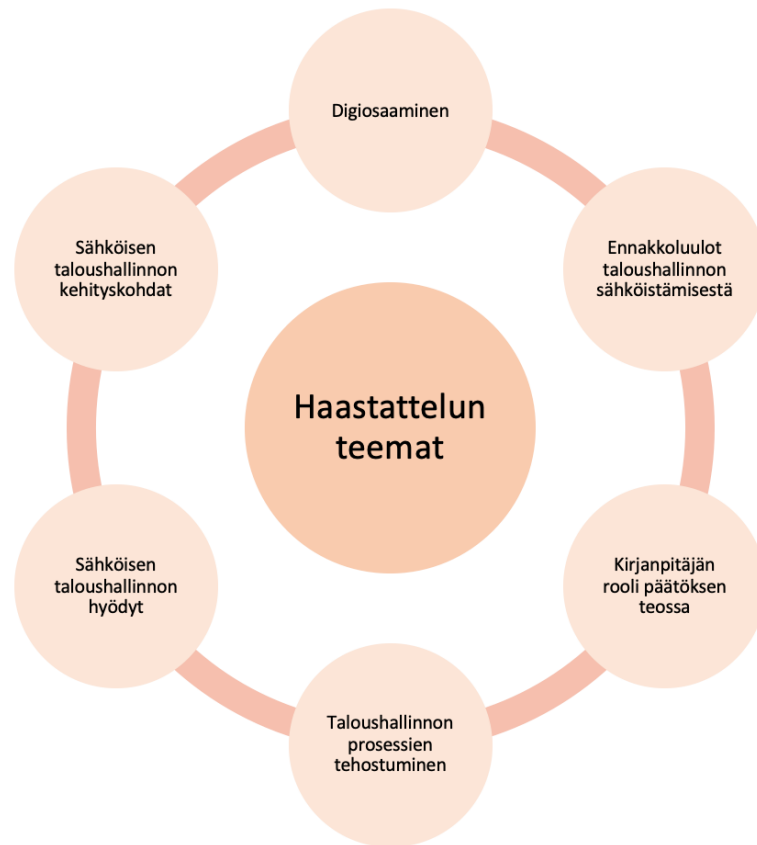 Digiosaaminen
Ennakkoluulot
taloushallinnon
sähköistämisestä
Kirjanpitäjän
rooli päätöksen
teossa
Taloushallinnon
prosessien
tehostuminen
Sähköisen
taloushallinnon
hyödyt
Sähköisen
taloushallinnon
kehityskohdat
Haastattelun
teemat